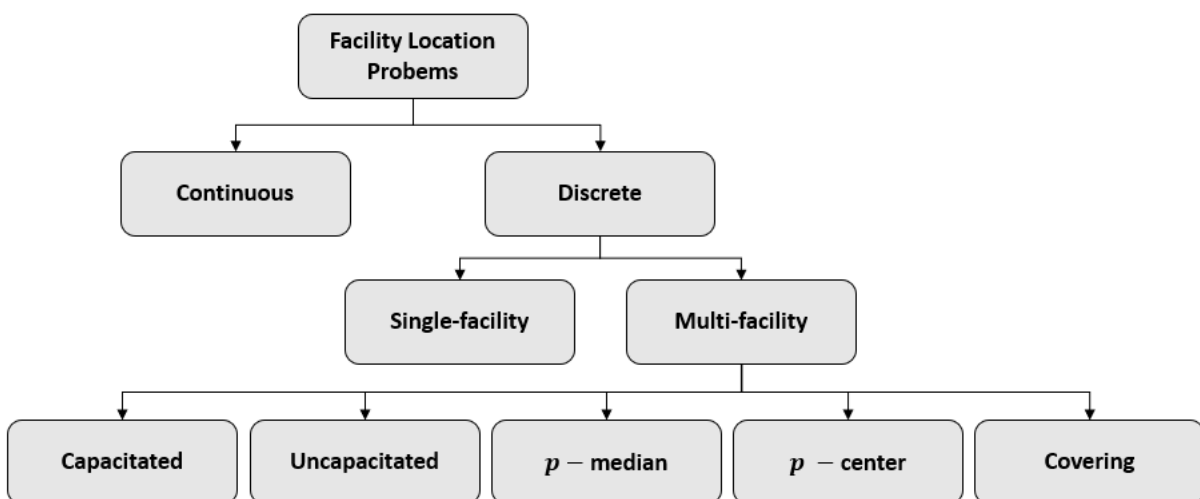 Facility Location
Probems
Continuous
Discrete
Single-facility
Multi-facility
Capacitated
Uncapacitated
p – median
p – center
Covering